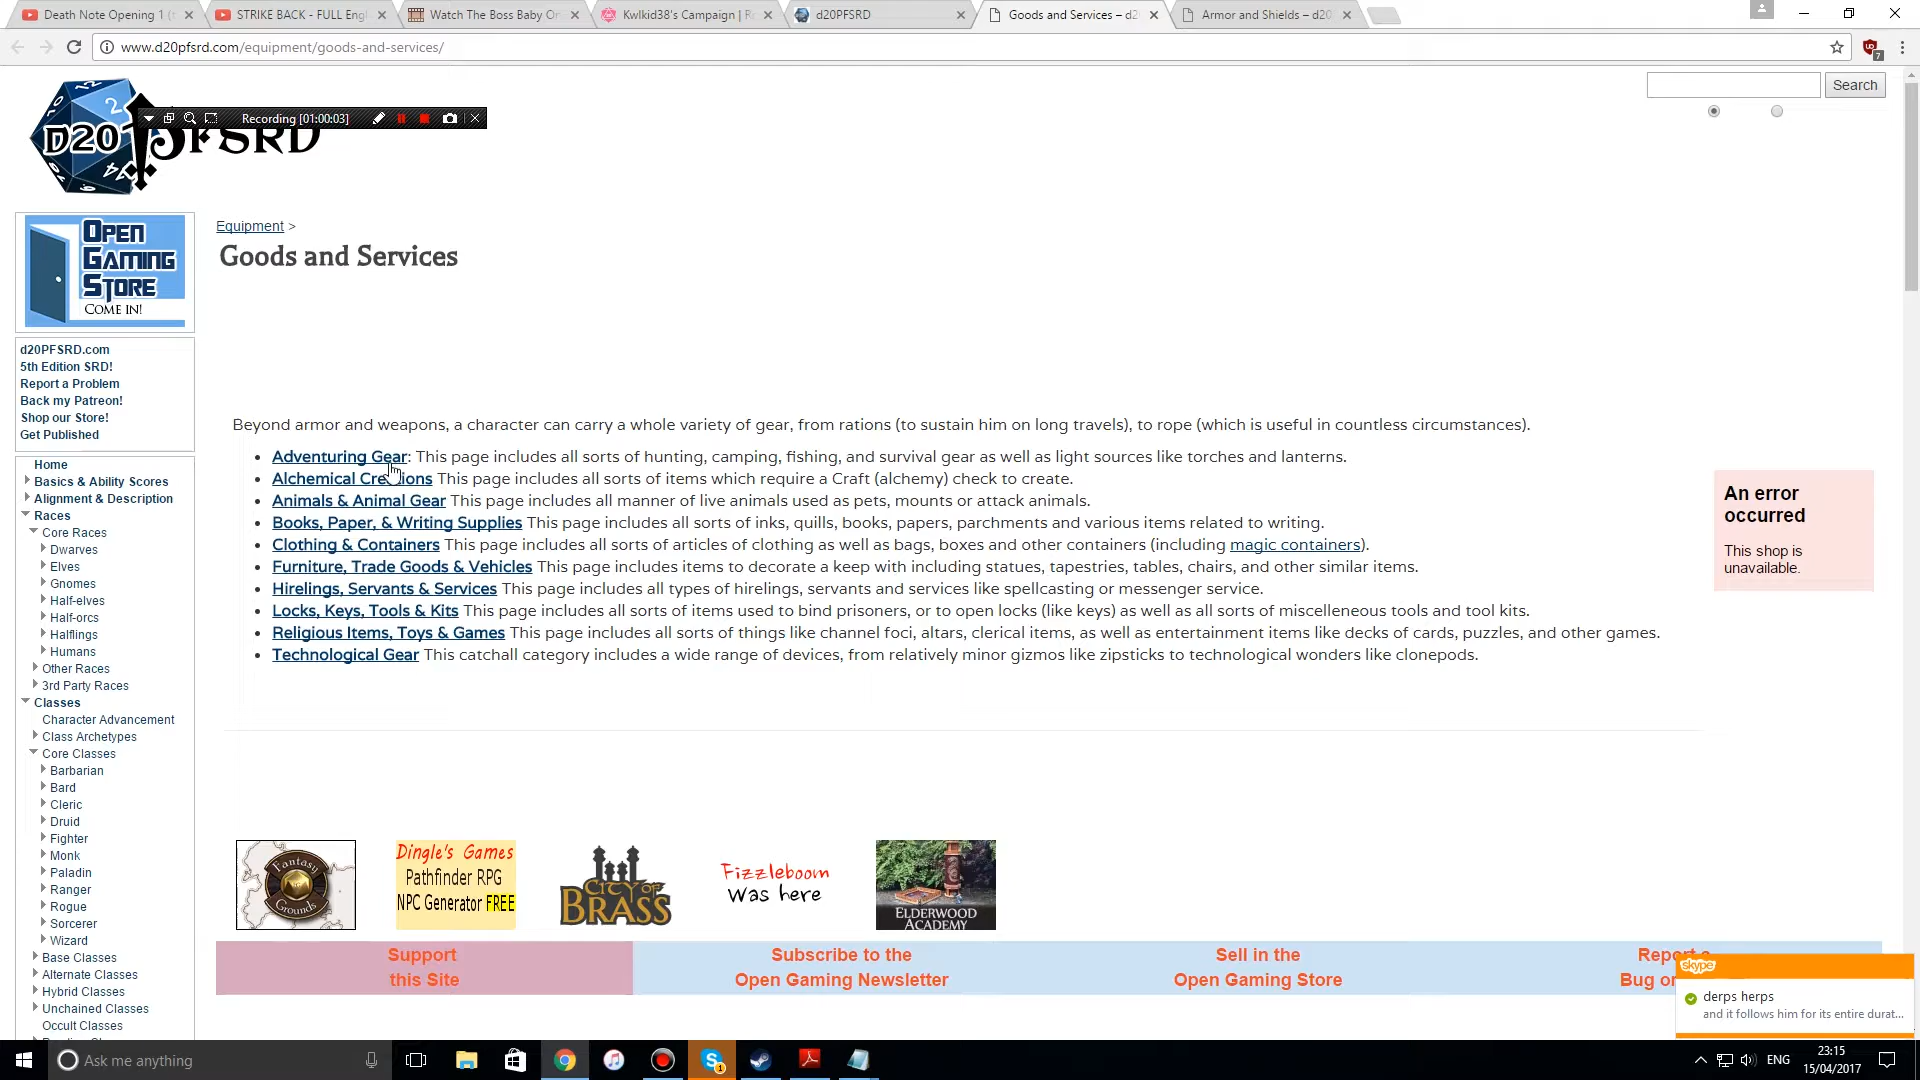 Death Note Opening 1 (
STRIKE BACK - FULL Eng
Watch The Boss Baby On
Kwlkid38's Campaign | R
d20PFSRD
Goods and Services – d2
Armor and Shields – d20
www.d20pfsrd.com/equipment/goods-and-services/
7
Search
Recording [01:00:03]
D20 PFSRD
OPEN
GAMING
STORE
COME IN!
Equipment >
Goods and Services
d20PFSRD.com
5th Edition SRD!
Report a Problem
Back my Patreon!
Shop our Store!
Get Published
Home
Basics & Ability Scores
Alignment & Description
Races
Core Races
Dwarves
Elves
Gnomes
Half-elves
Half-orcs
Halflings
Humans
Other Races
3rd Party Races
Classes
Character Advancement
Class Archetypes
Core Classes
Barbarian
Bard
Cleric
Druid
Fighter
Monk
Paladin
Ranger
Rogue
Sorcerer
Wizard
Base Classes
Alternate Classes
Hybrid Classes
Unchained Classes
Occult Classes
Beyond armor and weapons, a character can carry a whole variety of gear, from rations (to sustain him on long travels), to rope (which is useful in countless circumstances).
• Adventuring Gear: This page includes all sorts of hunting, camping, fishing, and survival gear as well as light sources like torches and lanterns.
• Alchemical Creations This page includes all sorts of items which require a Craft (alchemy) check to create.
• Animals & Animal Gear This page includes all manner of live animals used as pets, mounts or attack animals.
• Books, Paper, & Writing Supplies This page includes all sorts of inks, quills, books, papers, parchments and various items related to writing.
• Clothing & Containers This page includes all sorts of articles of clothing as well as bags, boxes and other containers (including magic containers).
• Furniture, Trade Goods & Vehicles This page includes items to decorate a keep with including statues, tapestries, tables, chairs, and other similar items.
• Hirelings, Servants & Services This page includes all types of hirelings, servants and services like spellcasting or messenger service.
• Locks, Keys, Tools & Kits This page includes all sorts of items used to bind prisoners, or to open locks (like keys) as well as all sorts of miscelleneous tools and tool kits.
• Religious Items, Toys & Games This page includes all sorts of things like channel foci, altars, clerical items, as well as entertainment items like decks of cards, puzzles, and other games.
• Technological Gear This catchall category includes a wide range of devices, from relatively minor gizmos like zipsticks to technological wonders like clonepods.
An error
occurred
This shop is
unavailable.
Fantasy
Grounds
Dingle's Games
Pathfinder RPG
NPC Generator FREE
CITY OF
BRASS
Fizzleboom
Was here
ELDERWOOD
ACADEMY
Support
this Site
Subscribe to the
Open Gaming Newsletter
Sell in the
Open Gaming Store
Report a
Bug or
skype
derps herps
and it follows him for its entire durat...
Ask me anything
1
ENG
23:15
15/04/2017